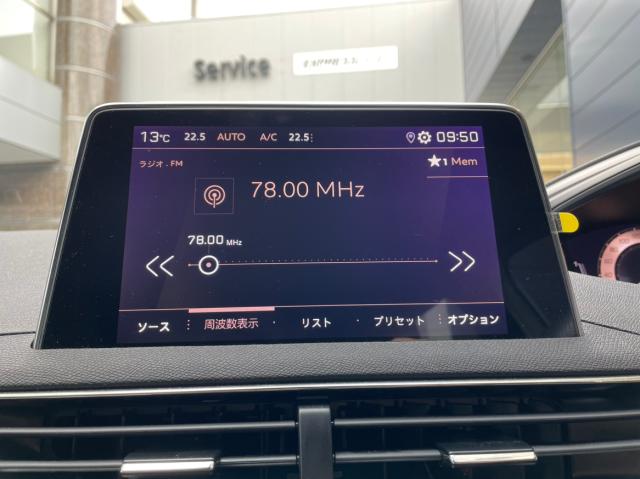 Service
13°C 22.5 AUTO A/C 22.5 09:50
ラジオ . FM
★1 Mem
78.00 MHz
78.00 MHz
ソース 周波数表示 リスト プリセット オプション